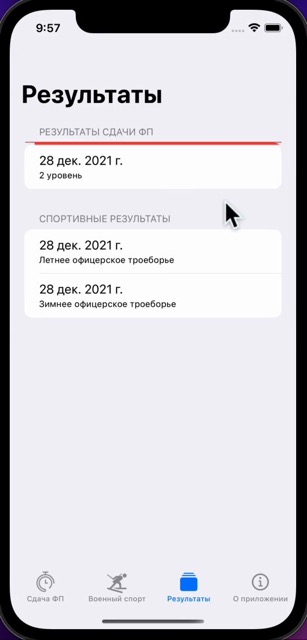 9:57
Результаты
РЕЗУЛЬТАТЫ СДАЧИ ФП
28 дек. 2021 г.
2 уровень
СПОРТИВНЫЕ РЕЗУЛЬТАТЫ
28 дек. 2021 г.
Летнее офицерское троеборье
28 дек. 2021 г.
Зимнее офицерское троеборье
Сдача ФП Военный спорт Результаты О приложении